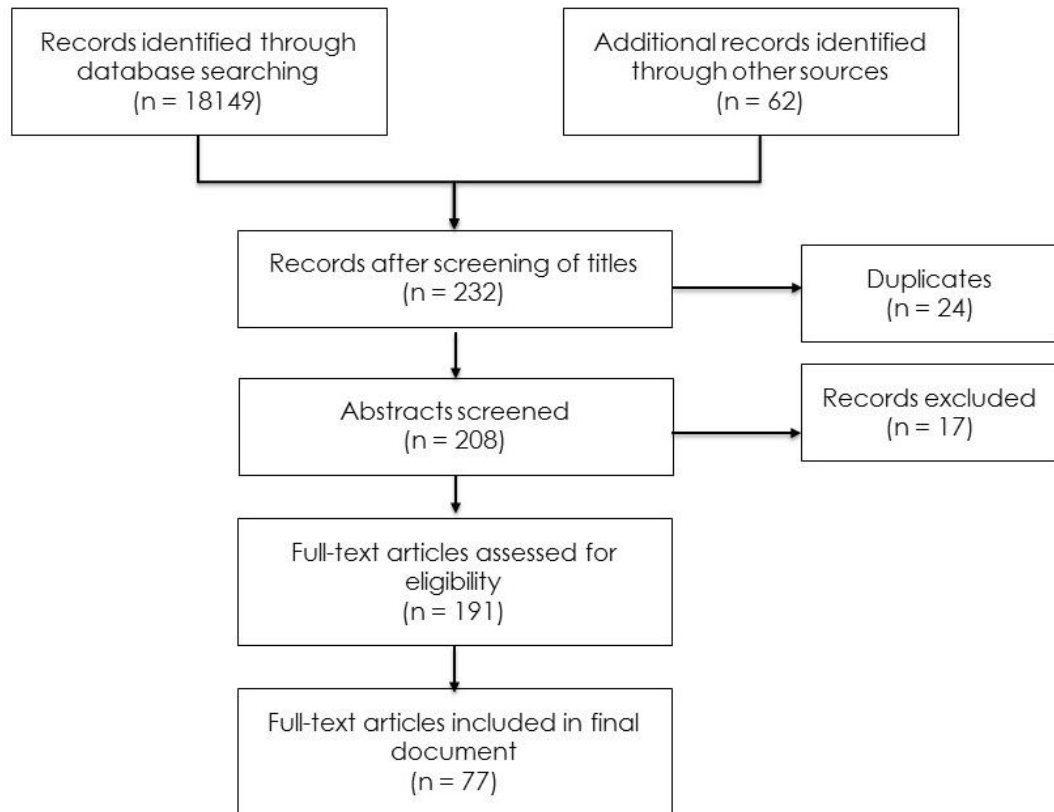 Records identified through
database searching
(n = 18149)
Additional records identified
through other sources
(n = 62)
Records after screening of titles
(n = 232)
Duplicates
(n = 24)
Abstracts screened
(n = 208)
Records excluded
(n = 17)
Full-text articles assessed for
eligibility
(n = 191)
Full-text articles included in final
document
(n = 77)